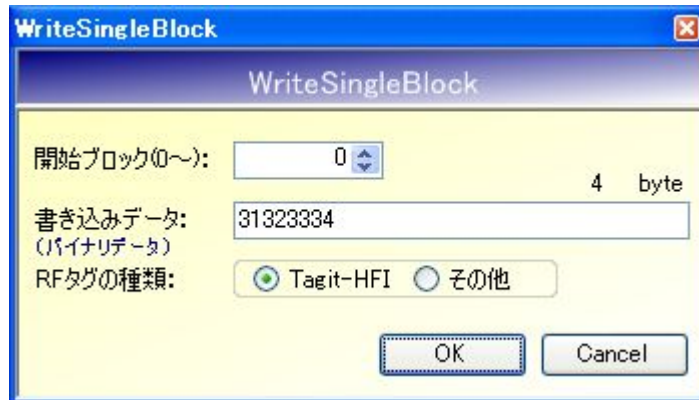 WriteSingleBlock
WriteSingleBlock
開始ブロック(0～): 0
4 byte
書き込みデータ: 31323334
(バイナリデータ)
RFタグの種類: Tagit-HFI その他
OK Cancel